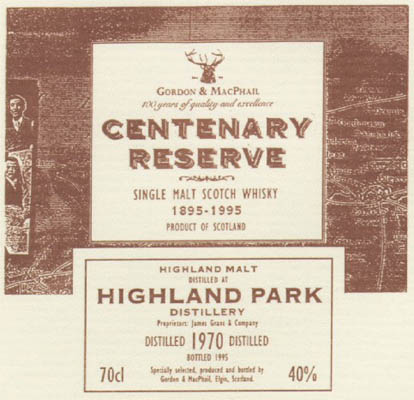 GORDON & MACPHAIL
100 years of quality and excellence
CENTENARY
RESERVE
SINGLE MALT SCOTCH WHISKY
1895-1995
PRODUCT OF SCOTLAND
HIGHLAND MALT
DISTILLED AT
HIGHLAND PARK
DISTILLERY
Proprietors: James Grant & Company
DISTILLED 1970 DISTILLED
BOTTLED 1995
70cl Specially selected, produced and bottled by 40%
Gordon & MacPhail, Elgin, Scotland.